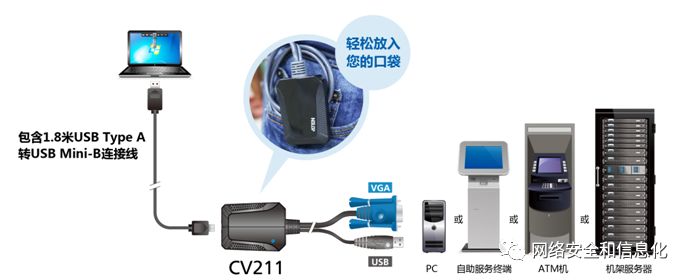 轻松放入
您的口袋
ATEN
包含1.8米USB Type A
转USB Mini-B连接线
VGA
USB
CV211
PC
或
自助服务终端
或
ATM机
或
机架服务器
网络安全和信息化